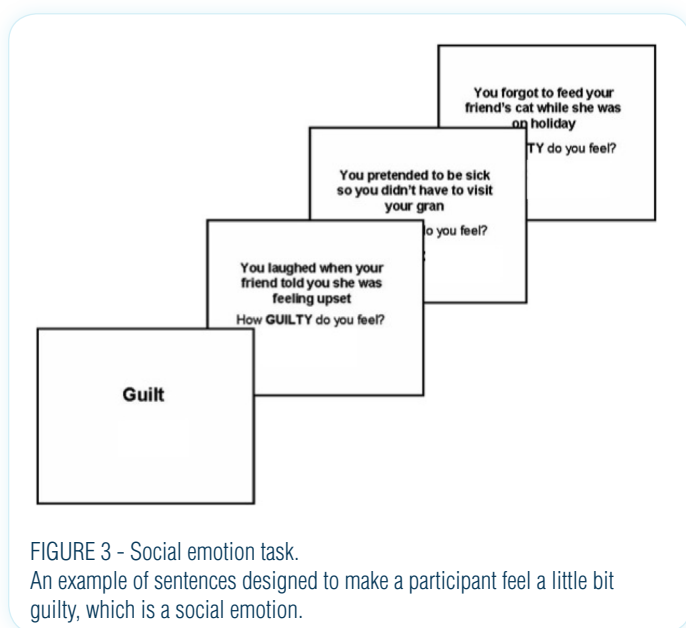 You forgot to feed your
friend's cat while she was
on holiday
TY do you feel?
You pretended to be sick
so you didn't have to visit
your gran
do you feel?
You laughed when your
friend told you she was
feeling upset
How GUILTY do you feel?
Guilt
FIGURE 3 - Social emotion task.
An example of sentences designed to make a participant feel a little bit
guilty, which is a social emotion.